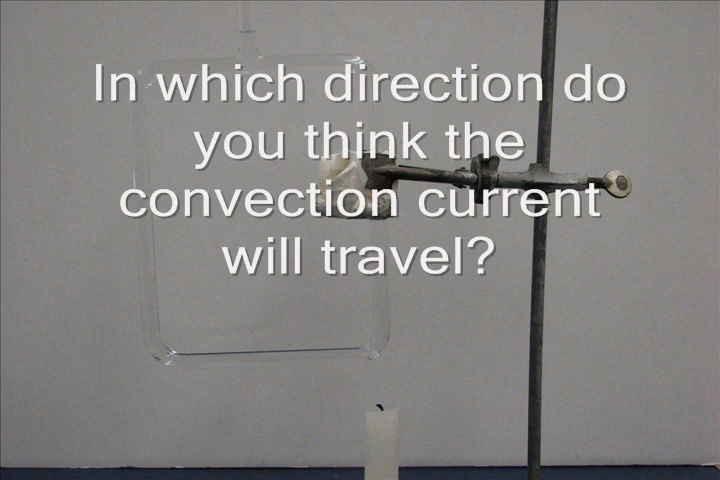 In which direction do
you think the
convection current
will travel?